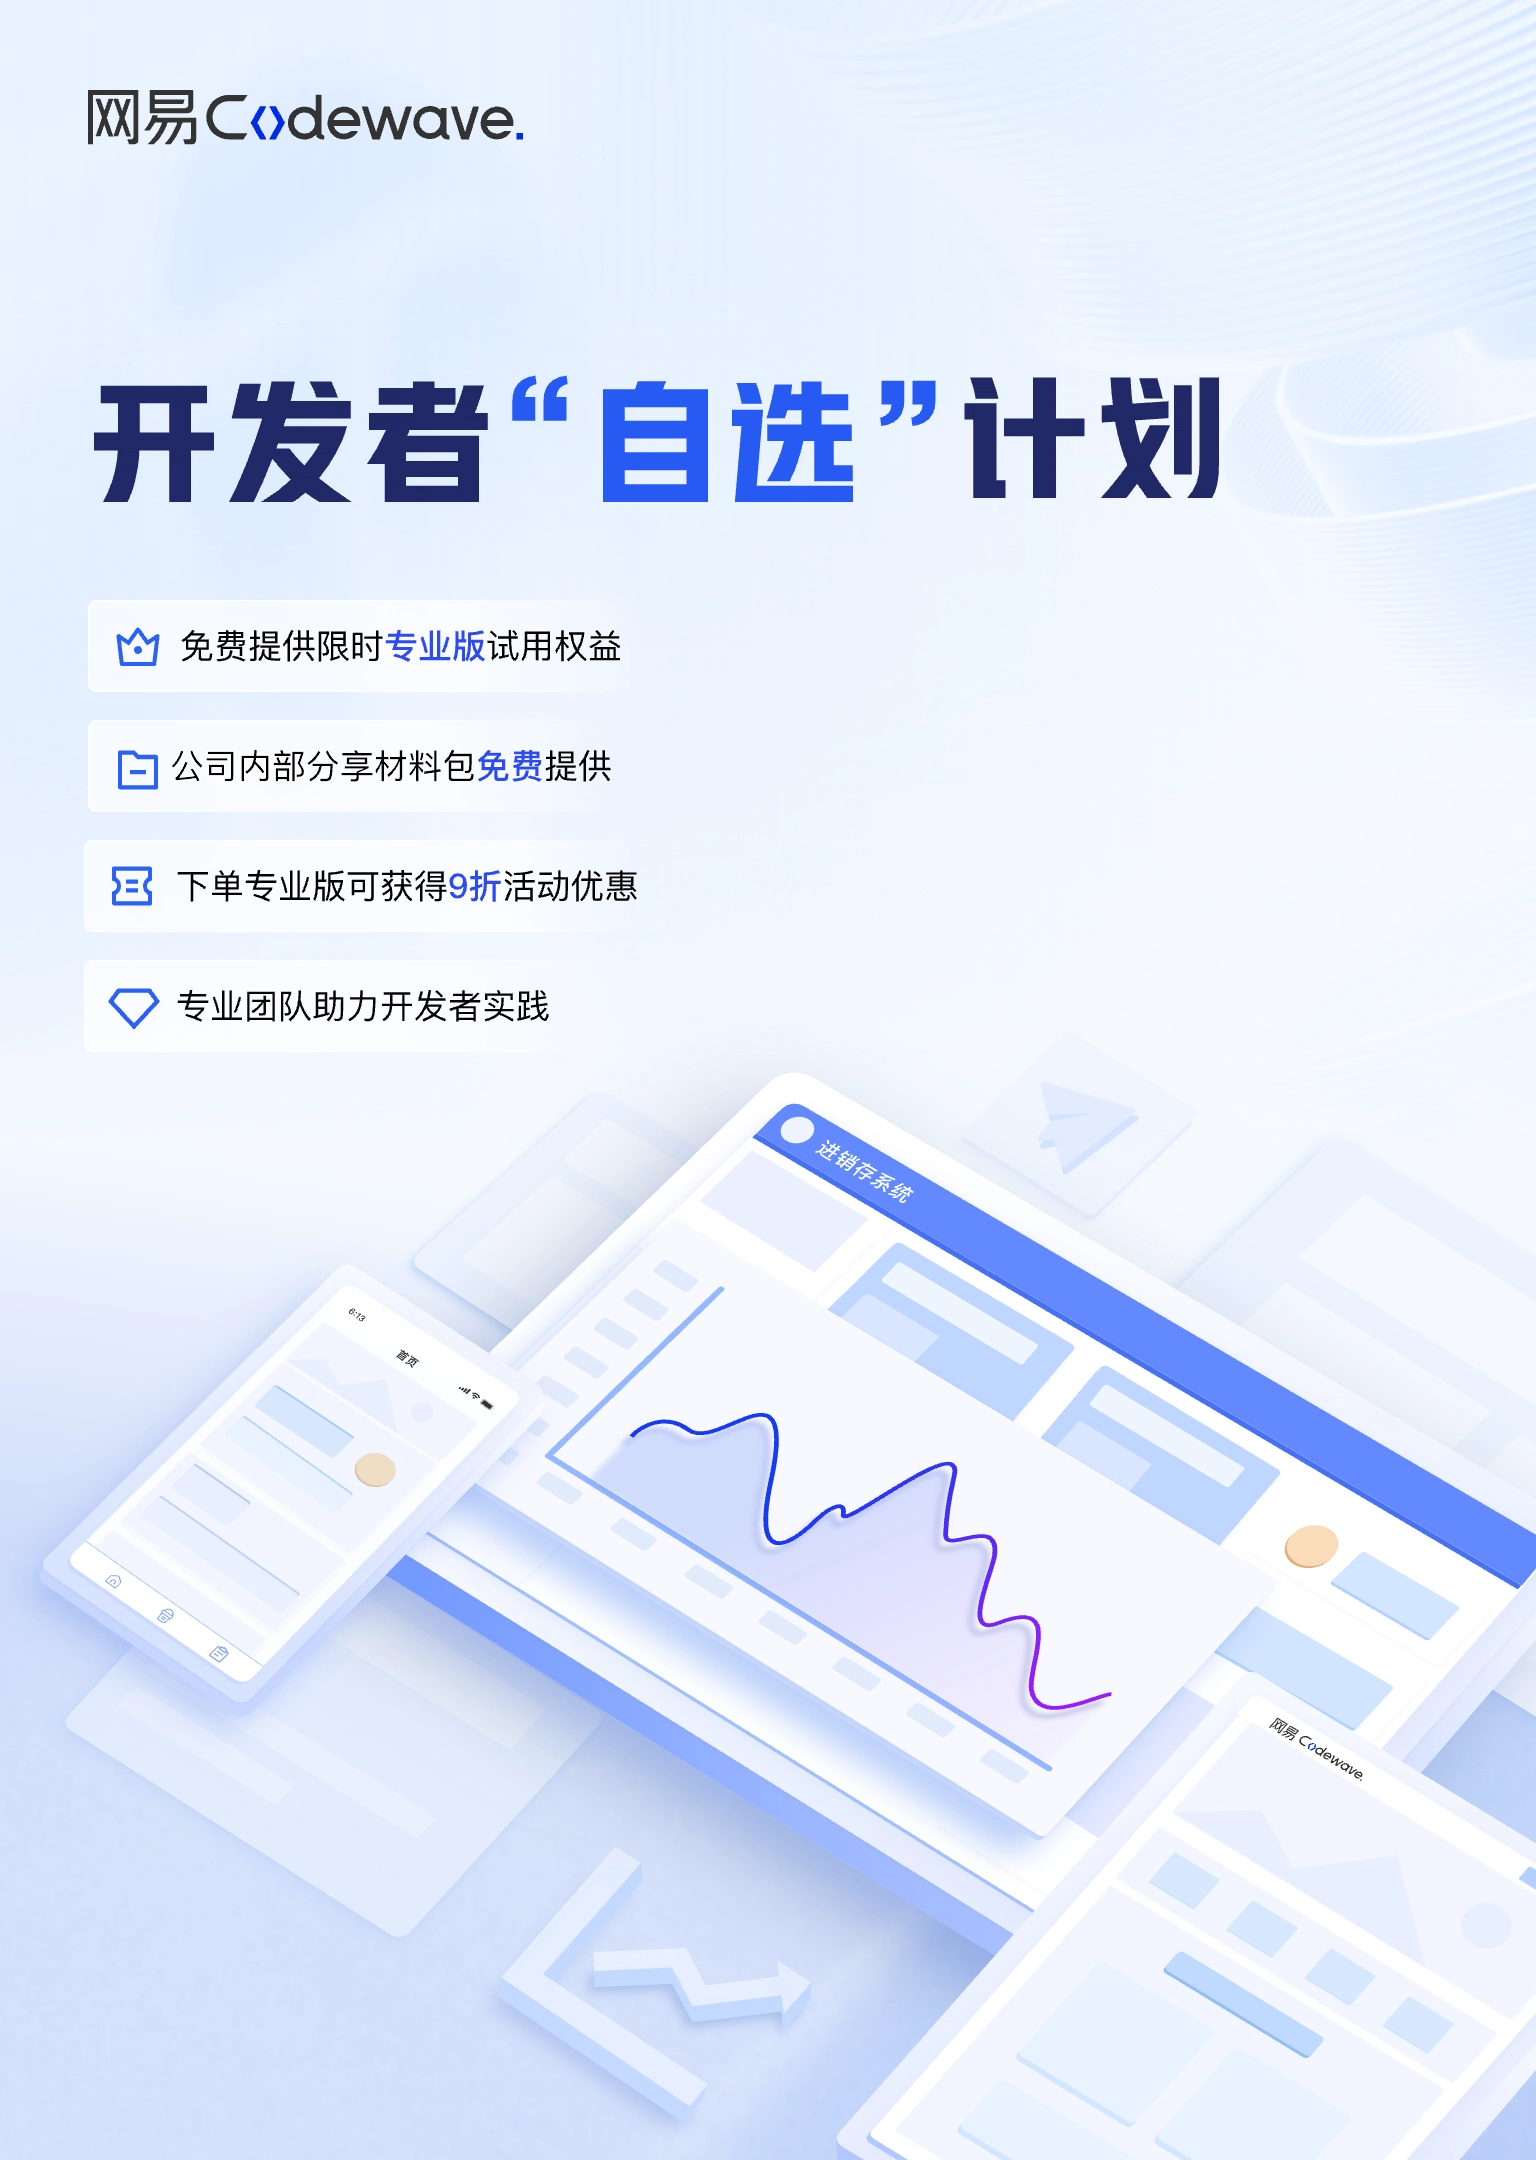 网易Codewave.
开发者“自选”计划
免费提供限时专业版试用权益
公司内部分享材料包免费提供
下单专业版可获得9折活动优惠
专业团队助力开发者实践
进销存系统
6:13
首页
网易 Codewave.